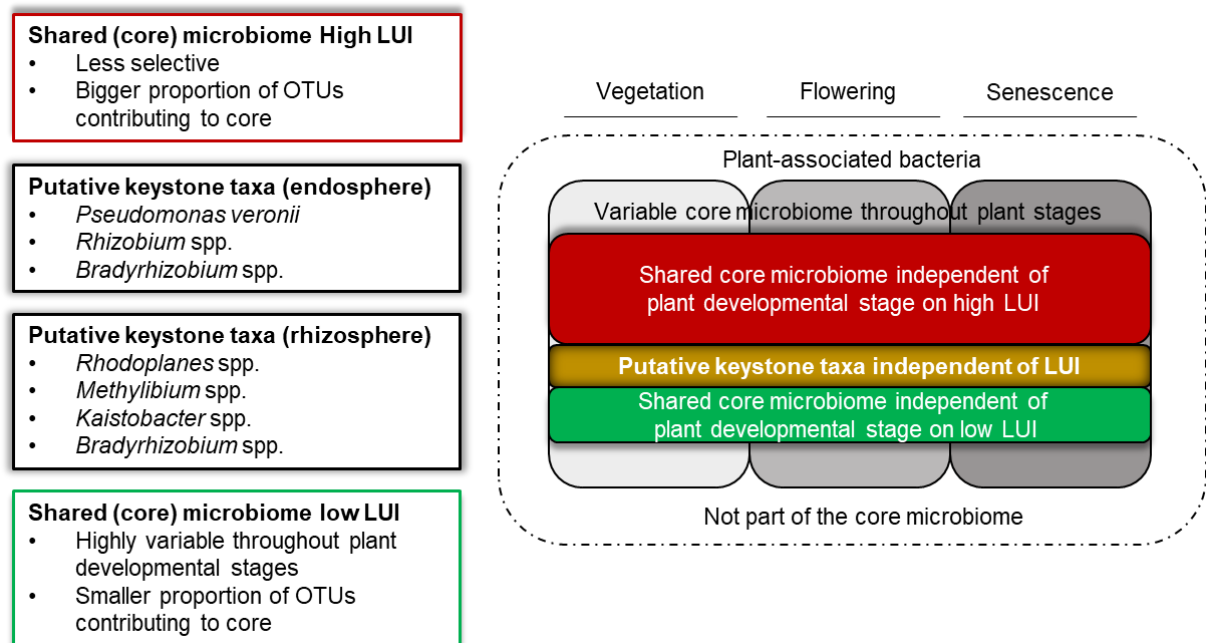 Shared (core) microbiome High LUI
• Less selective
• Bigger proportion of OTUs
contributing to core
Putative keystone taxa (endosphere)
• Pseudomonas veronii
• Rhizobium spp.
• Bradyrhizobium spp.
Putative keystone taxa (rhizosphere)
• Rhodoplanes spp.
• Methylibium spp.
• Kaistobacter spp.
• Bradyrhizobium spp.
Shared (core) microbiome low LUI
• Highly variable throughout plant
developmental stages
• Smaller proportion of OTUs
contributing to core
Vegetation Flowering Senescence
Plant-associated bacteria
Variable core microbiome throughout plant stages
Shared core microbiome independent of
plant developmental stage on high LUI
Putative keystone taxa independent of LUI
Shared core microbiome independent of
plant developmental stage on low LUI
Not part of the core microbiome